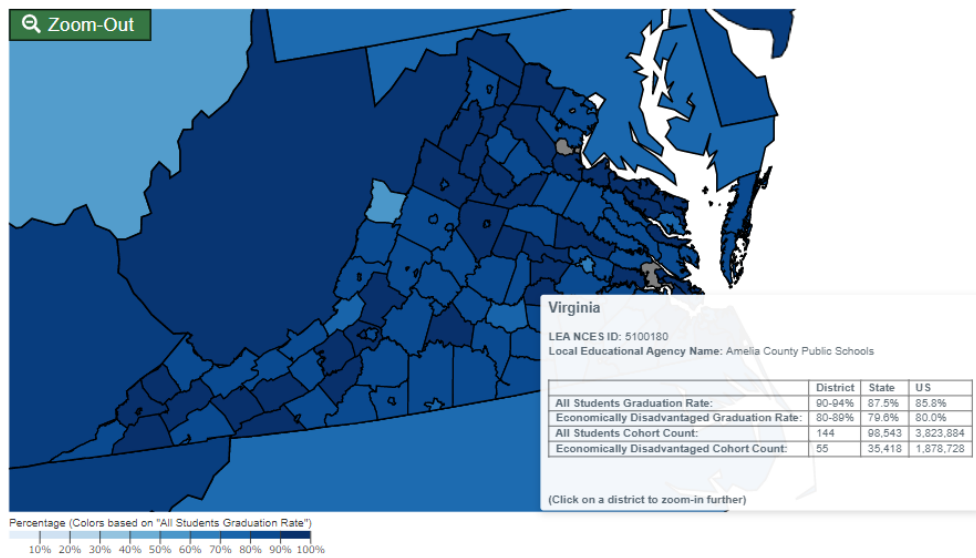 Zoom-Out
Virginia
LEA NCES ID: 5100180
Local Educational Agency Name: Amelia County Public Schools
District State US
All Students Graduation Rate: 90-94% 87.5% 85.8%
Economically Disadvantaged Graduation Rate: 80-89% 79.6% 80.0%
All Students Cohort Count: 144 98,543 3,823,884
Economically Disadvantaged Cohort Count: 55 35,418 1,878,728
(Click on a district to zoom-in further)
Percentage (Colors based on "All Students Graduation Rate")
10% 20% 30% 40% 50% 60% 70% 80% 90% 100%